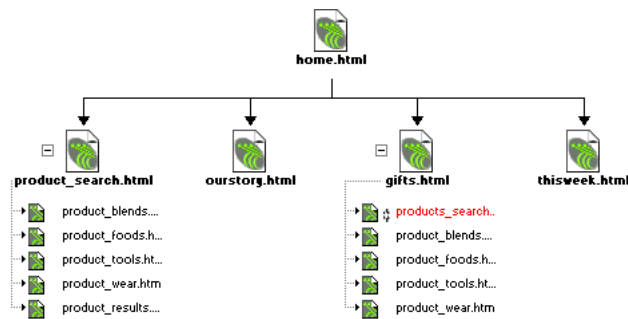 home.html
product_search.html
ourstory.html
gifts.html
thisweek.html
product_blends....
product_foods.h...
product_tools.ht...
product_wear.htm
product_results....
products_search..
product_blends....
product_foods.h...
product_tools.ht...
product_wear.htm